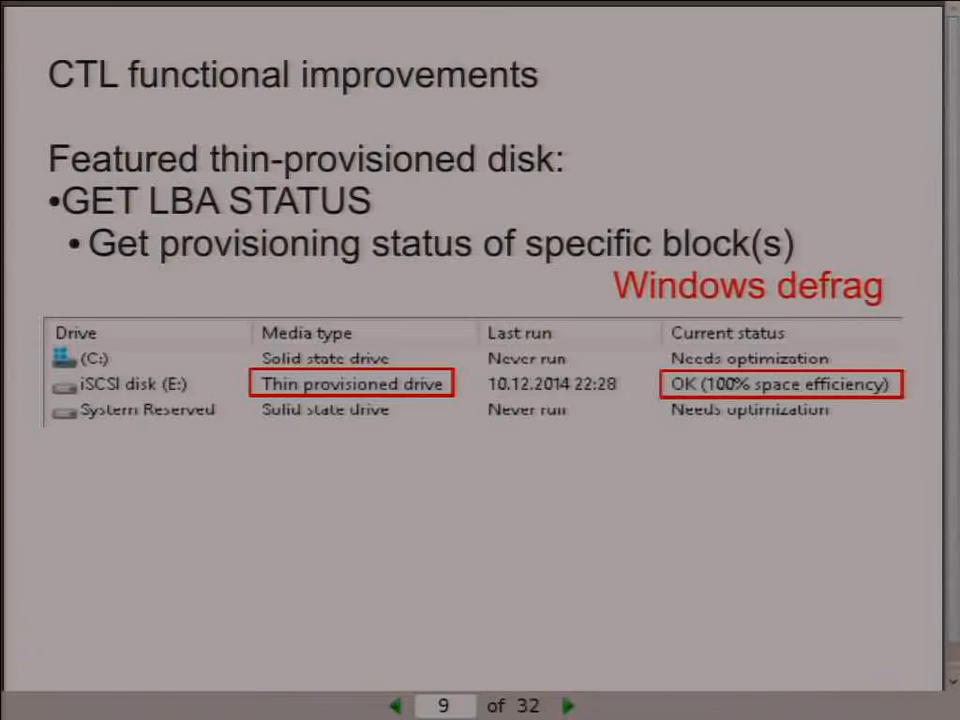 CTL functional improvements
Featured thin-provisioned disk:
•GET LBA STATUS
• Get provisioning status of specific block(s)
Windows defrag
Drive Media type Last run Current status
(C:) Solid state drive Never run Needs optimization
iSCSI disk (E:) Thin provisioned drive 10.12.2014 22:28 OK (100% space efficiency)
System Reserved Solid state drive Never run Needs optimization
9 of 32